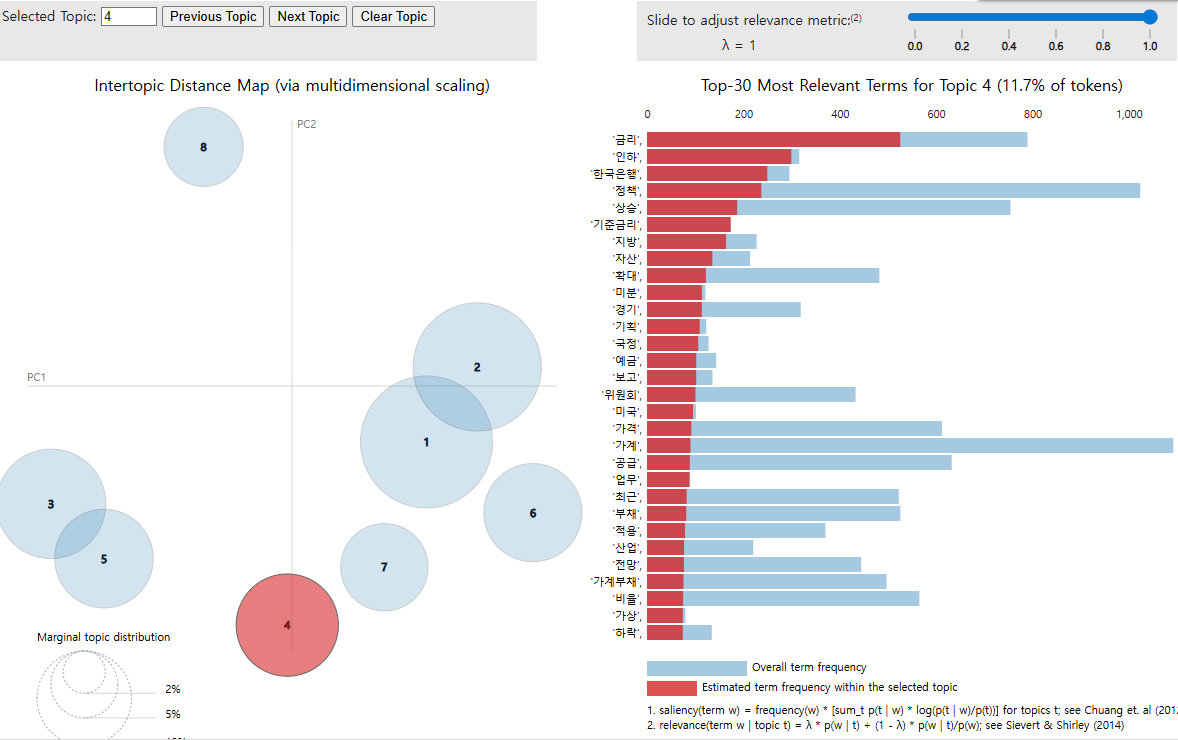 Selected Topic: 4 Previous Topic Next Topic Clear Topic
Slide to adjust relevance metric:(2)
λ = 1
0.0 0.2 0.4 0.6 0.8 1.0
Intertopic Distance Map (via multidimensional scaling)
PC2
PC1
8
2
1
3
6
5
7
4
Marginal topic distribution
2%
5%
Top-30 Most Relevant Terms for Topic 4 (11.7% of tokens)
0 200 400 600 800 1,000
'금리',
'인하',
'한국은행',
'정책',
'상승',
'기준금리',
'지방',
'자산',
'확대',
'미분',
'경기',
'기획',
'국정',
'예금',
'보고',
'위원회',
'미국',
'가격',
'가계',
'공급',
'업무',
'최근',
'부채',
'적용',
'산업',
'전망',
'가계부채',
'비율',
'가상',
'하락',
Overall term frequency
Estimated term frequency within the selected topic
1. saliency(term w) = frequency(w) * [sum_t p(t | w) * log(p(t | w)/p(t))] for topics t; see Chuang et. al (201
2. relevance(term w | topic t) = λ * p(w | t) + (1 - λ) * p(w | t)/p(w); see Sievert & Shirley (2014)